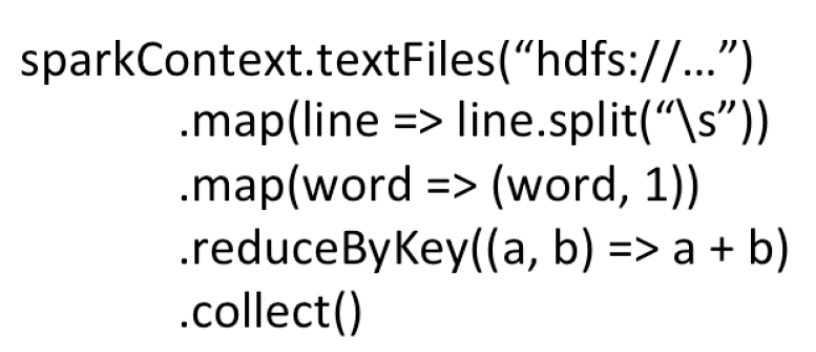 sparkContext.textFiles(“hdfs://...”)
.map(line => line.split(“\s”))
.map(word => (word, 1))
.reduceByKey((a, b) => a + b)
.collect()